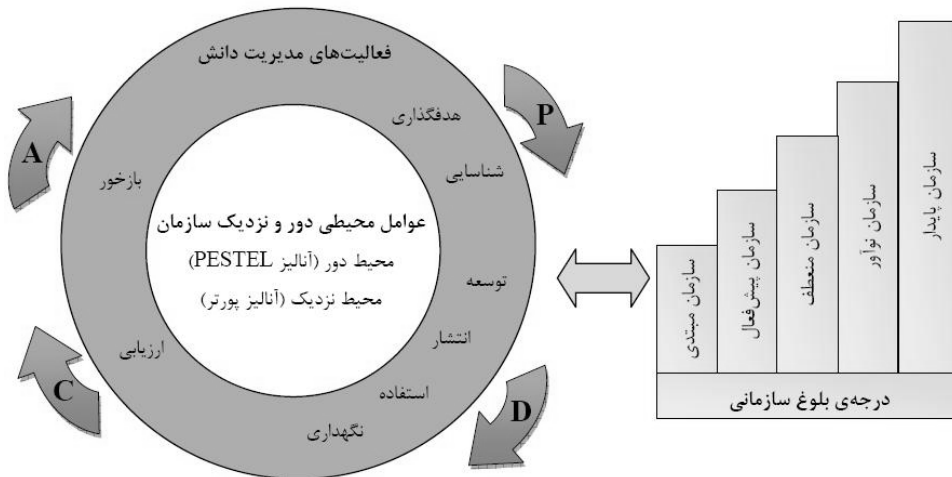 فعالیت‌های مدیریت دانش
هدفگذاری
شناسایی
توسعه
انتشار
استفاده
نگهداری
ارزیابی
بازخور
عوامل محیطی دور و نزدیک سازمان
محیط دور (آنالیز PESTEL)
محیط نزدیک (آنالیز پورتر)
P
D
C
A
سازمان مبتدی
سازمان پیش‌فعال
سازمان منعطف
سازمان نوآور
سازمان پایدار
درجه‌ی بلوغ سازمانی